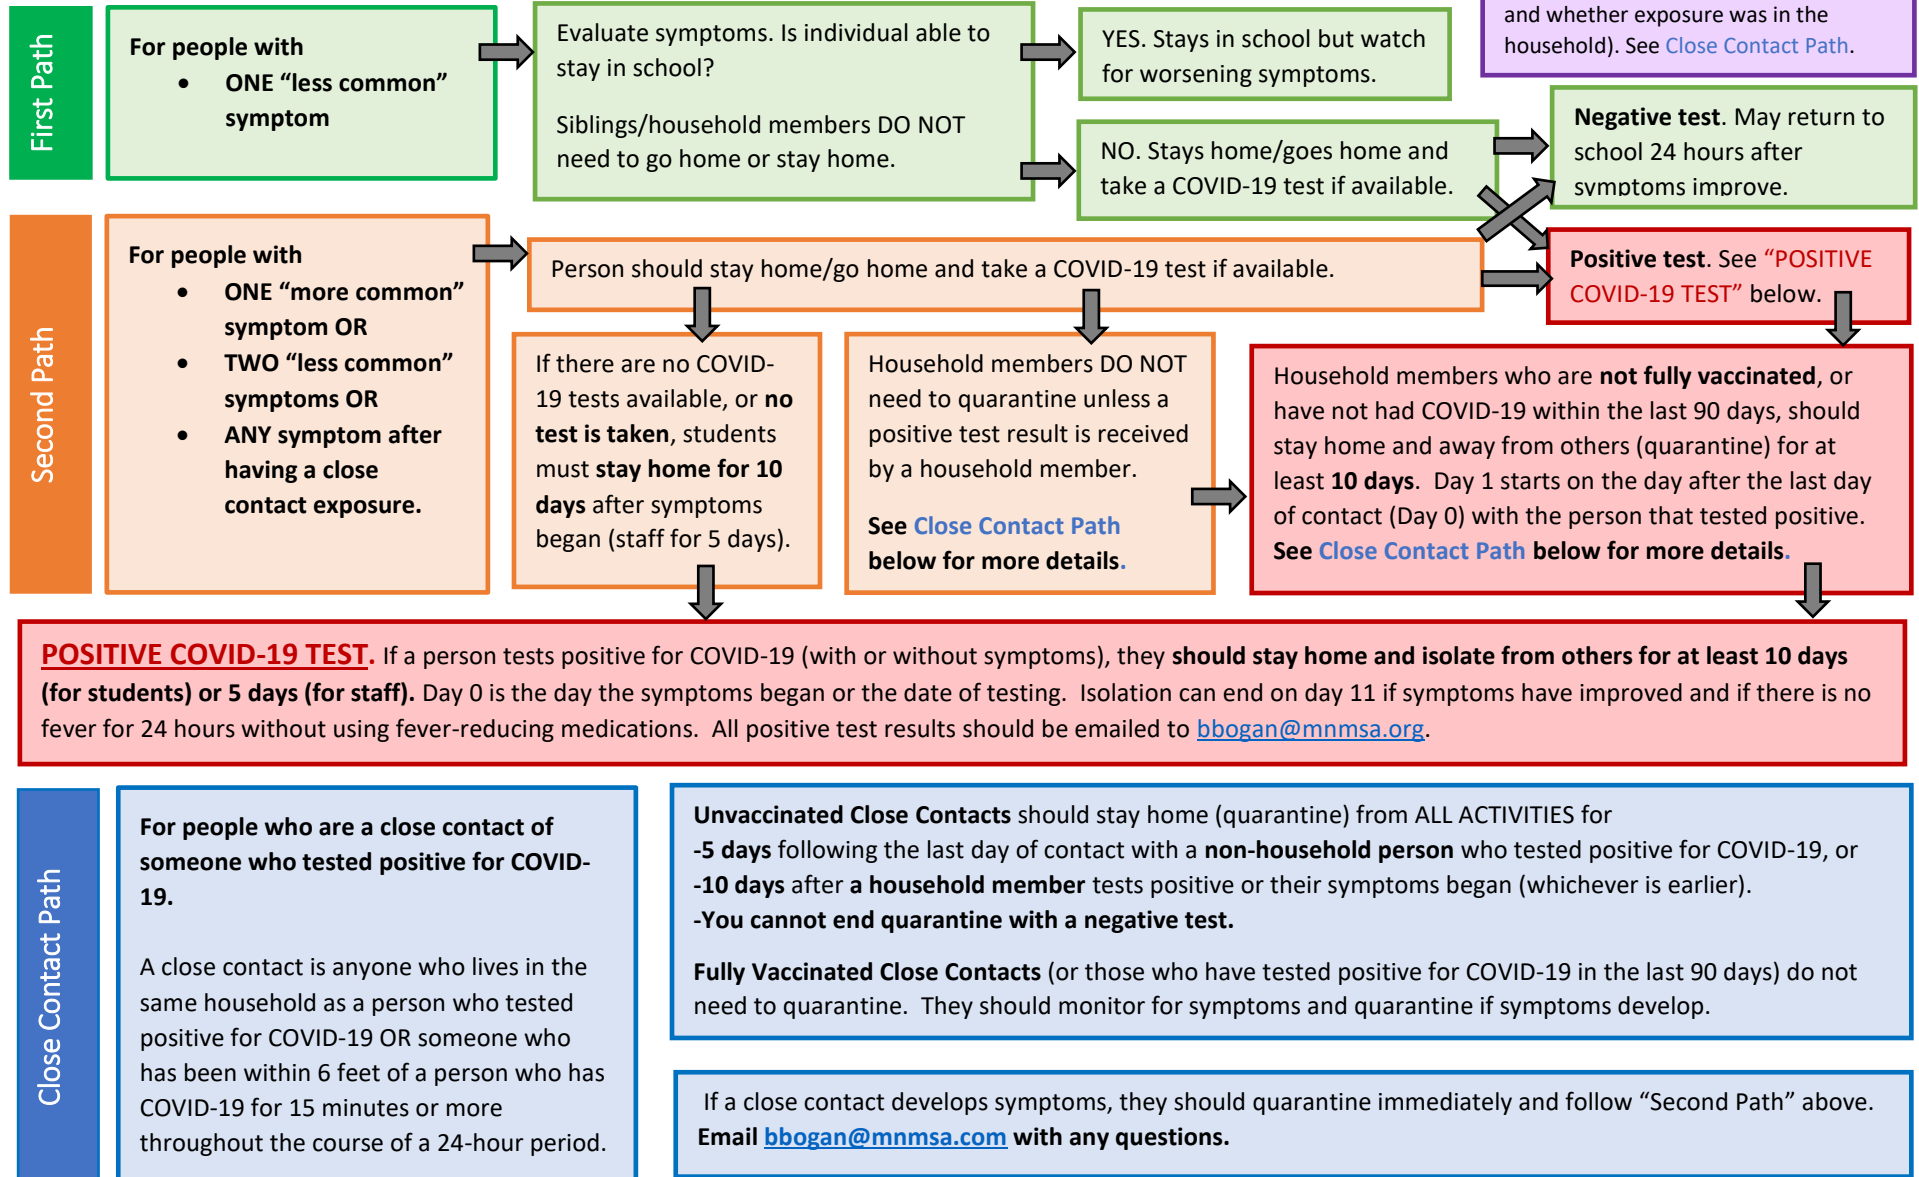 and whether exposure was in the
household). See Close Contact Path.
First Path
For people with
• ONE “less common”
symptom
Evaluate symptoms. Is individual able to
stay in school?
Siblings/household members DO NOT
need to go home or stay home.
YES. Stays in school but watch
for worsening symptoms.
NO. Stays home/goes home and
take a COVID-19 test if available.
Negative test. May return to
school 24 hours after
symptoms improve.
Second Path
For people with
• ONE “more common”
symptom OR
• TWO “less common”
symptoms OR
• ANY symptom after
having a close
contact exposure.
Person should stay home/go home and take a COVID-19 test if available.
Positive test. See “POSITIVE
COVID-19 TEST” below.
If there are no COVID-
19 tests available, or no
test is taken, students
must stay home for 10
days after symptoms
began (staff for 5 days).
Household members DO NOT
need to quarantine unless a
positive test result is received
by a household member.
See Close Contact Path
below for more details.
Household members who are not fully vaccinated, or
have not had COVID-19 within the last 90 days, should
stay home and away from others (quarantine) for at
least 10 days. Day 1 starts on the day after the last day
of contact (Day 0) with the person that tested positive.
See Close Contact Path below for more details.
POSITIVE COVID-19 TEST. If a person tests positive for COVID-19 (with or without symptoms), they should stay home and isolate from others for at least 10 days
(for students) or 5 days (for staff). Day 0 is the day the symptoms began or the date of testing. Isolation can end on day 11 if symptoms have improved and if there is no
fever for 24 hours without using fever-reducing medications. All positive test results should be emailed to bbogan@mnmsa.org.
Close Contact Path
For people who are a close contact of
someone who tested positive for COVID-
19.
A close contact is anyone who lives in the
same household as a person who tested
positive for COVID-19 OR someone who
has been within 6 feet of a person who has
COVID-19 for 15 minutes or more
throughout the course of a 24-hour period.
Unvaccinated Close Contacts should stay home (quarantine) from ALL ACTIVITIES for
-5 days following the last day of contact with a non-household person who tested positive for COVID-19, or
-10 days after a household member tests positive or their symptoms began (whichever is earlier).
-You cannot end quarantine with a negative test.
Fully Vaccinated Close Contacts (or those who have tested positive for COVID-19 in the last 90 days) do not
need to quarantine. They should monitor for symptoms and quarantine if symptoms develop.
If a close contact develops symptoms, they should quarantine immediately and follow “Second Path” above.
Email bbogan@mnmsa.com with any questions.